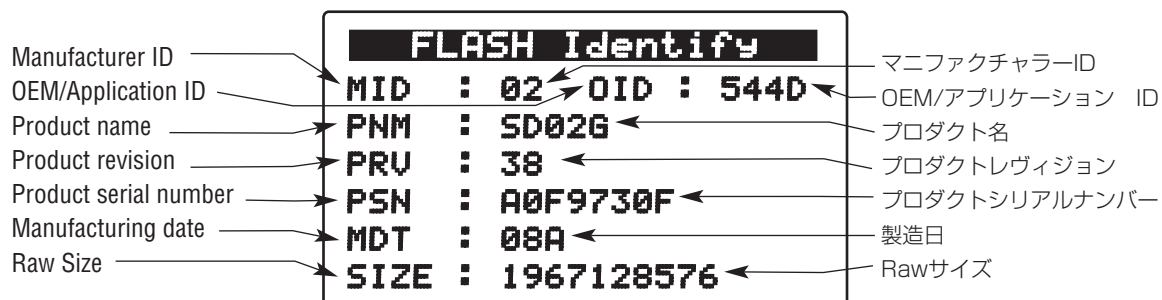 FLASH Identify
Manufacturer ID
マニファクチャラーID
MID : 02 OID : 544D
OEM/Application ID
OEM/アプリケーション　ID
Product name
PNM : SD02G
プロダクト名
Product revision
PRV : 38
プロダクトレヴィジョン
Product serial number
PSN : A0F9730F
プロダクトシリアルナンバー
Manufacturing date
MDT : 08A
製造日
Raw Size
SIZE : 1967128576
Rawサイズ